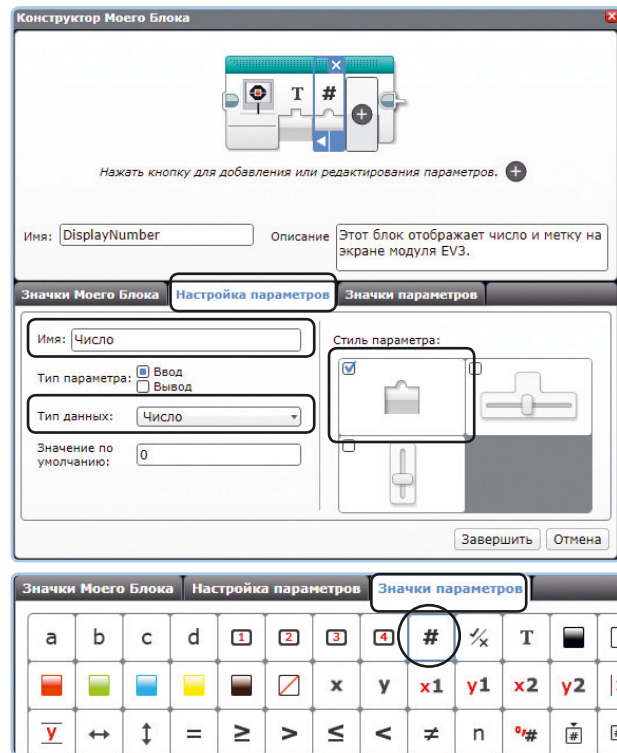 Конструктор Моего Блока
T #
Нажать кнопку для добавления или редактирования параметров.
Имя: DisplayNumber
Описание Этот блок отображает число и метку на
экране модуля EV3.
Значки Моего Блока Настройка параметров Значки параметров
Имя: Число
Тип параметра: Ввод
Вывод
Тип данных: Число
Значение по
умолчанию: 0
Стиль параметра:
Завершить Отмена
Значки Моего Блока Настройка параметров Значки параметров
a b c d 1 2 3 4 # ✓/x T
x y x1 y1 x2 y2
y ↔ ↕ = ≥ > ≤ < ≠ n °/# # #